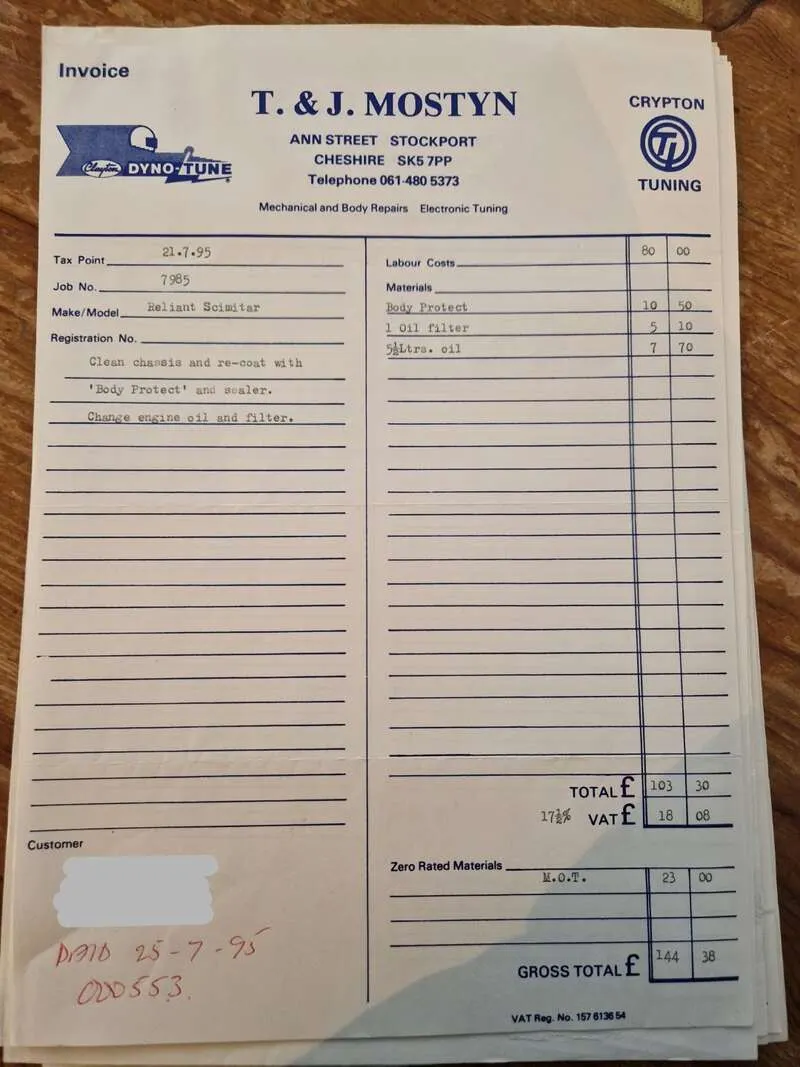 Invoice
T. & J. MOSTYN
ANN STREET STOCKPORT
CHESHIRE SK5 7PP
Telephone 061-480 5373
Mechanical and Body Repairs Electronic Tuning
Clayton DYNO-TUNE
CRYPTON
TUNING
Tax Point 21.7.95
Job No. 7985
Make/Model Reliant Scimitar
Registration No.
Clean chassis and re-coat with
'Body Protect' and sealer.
Change engine oil and filter.
Labour Costs 80 00
Materials
Body Protect 10 50
1 Oil filter 5 10
5½Ltrs. oil 7 70
TOTAL £ 103 30
17½% VAT £ 18 08
Zero Rated Materials
M.O.T. 23 00
GROSS TOTAL £ 144 38
VAT Reg. No. 157 6136 54
Customer
PAID 25-7-95
000553.